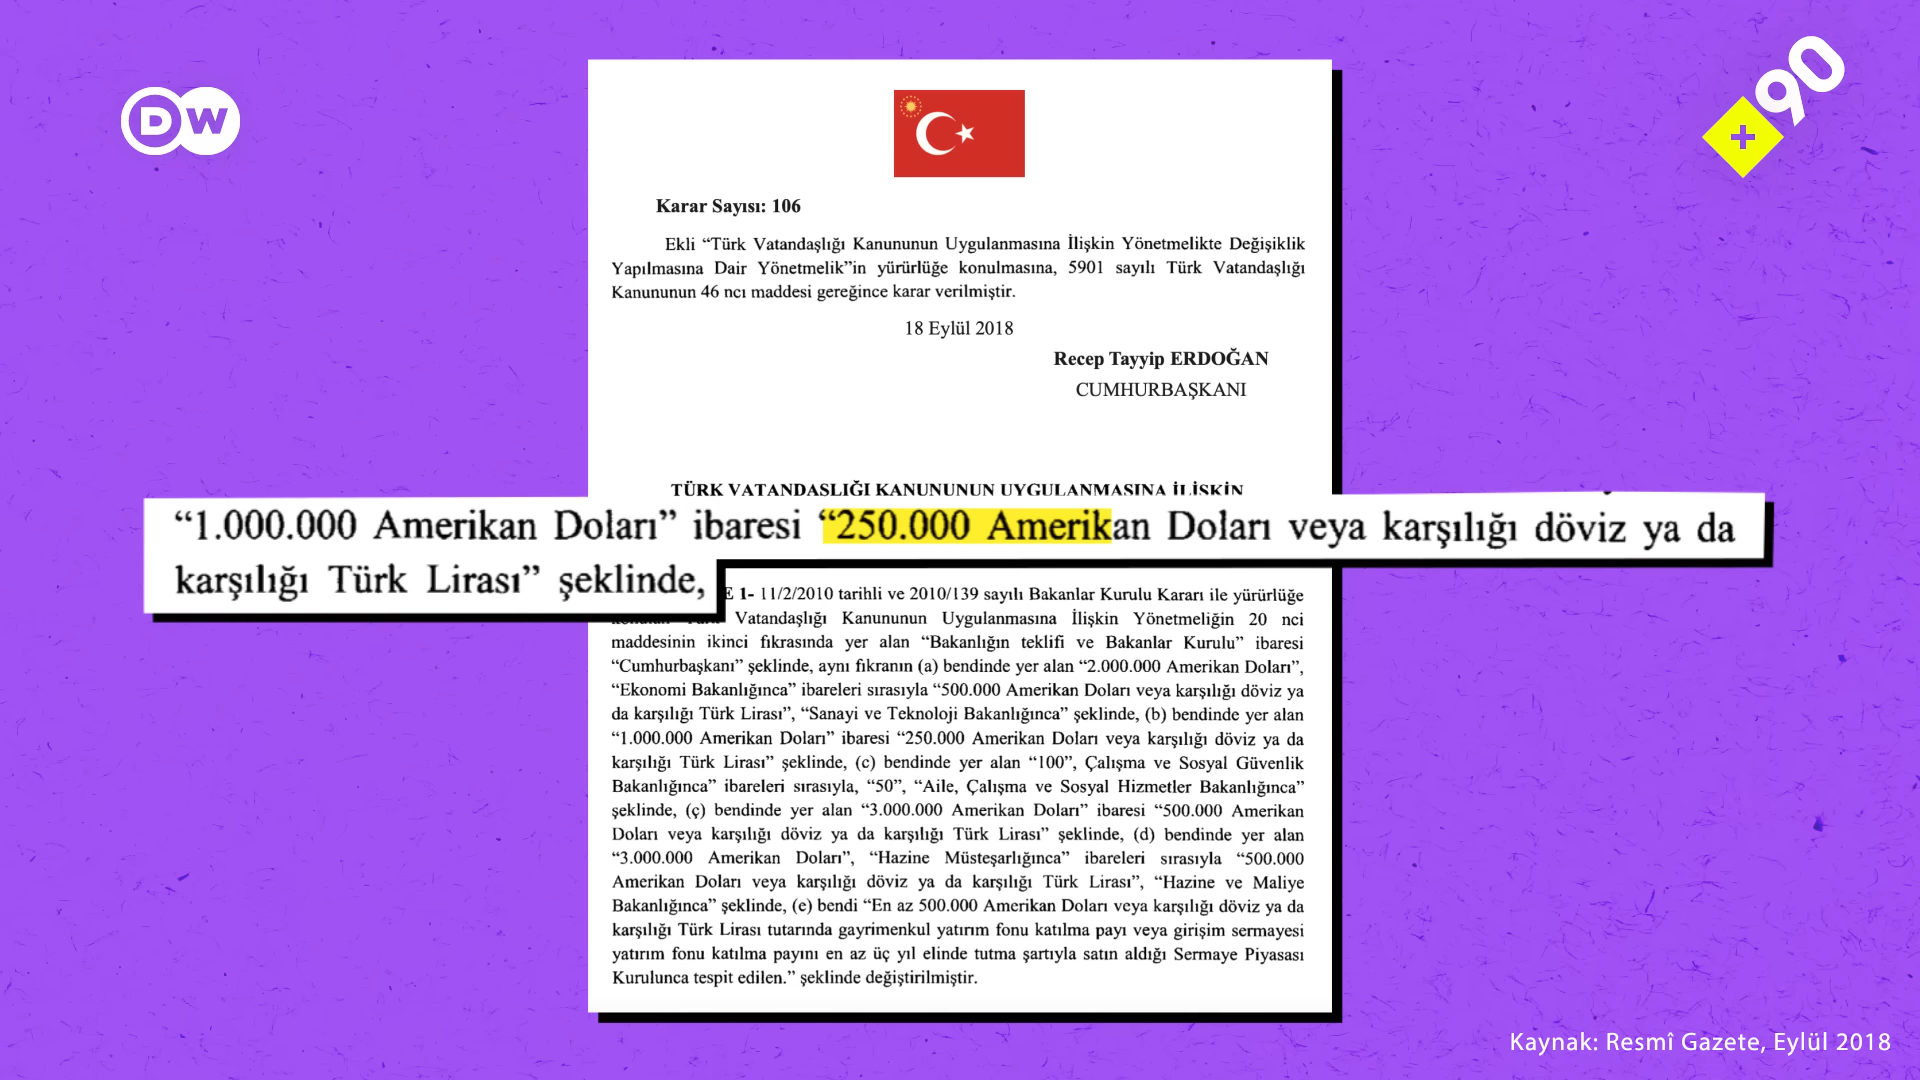 DW
+90
Karar Sayısı: 106
Ekli “Türk Vatandaşlığı Kanununun Uygulanmasına İlişkin Yönetmelikte Değişiklik
Yapılmasına Dair Yönetmelik”in yürürlüğe konulmasına, 5901 sayılı Türk Vatandaşlığı
Kanununun 46 ncı maddesi gereğince karar verilmiştir.
18 Eylül 2018
Recep Tayyip ERDOĞAN
CUMHURBAŞKANI
TÜRK VATANDAŞLIĞI KANUNUNUN UYGULANMASINA İLİŞKİN
“1.000.000 Amerikan Doları” ibaresi “250.000 Amerikan Doları veya karşılığı döviz ya da
karşılığı Türk Lirası” şeklinde,
E 1- 11/2/2010 tarihli ve 2010/139 sayılı Bakanlar Kurulu Kararı ile yürürlüğe
Vatandaşlığı Kanununun Uygulanmasına İlişkin Yönetmeliğin 20 nci
maddesinin ikinci fıkrasında yer alan “Bakanlığın teklifi ve Bakanlar Kurulu” ibaresi
“Cumhurbaşkanı” şeklinde, aynı fıkranın (a) bendinde yer alan “2.000.000 Amerikan Doları”,
“Ekonomi Bakanlığınca” ibareleri sırasıyla “500.000 Amerikan Doları veya karşılığı döviz ya
da karşılığı Türk Lirası”, “Sanayi ve Teknoloji Bakanlığınca” şeklinde, (b) bendinde yer alan
“1.000.000 Amerikan Doları” ibaresi “250.000 Amerikan Doları veya karşılığı döviz ya da
karşılığı Türk Lirası” şeklinde, (c) bendinde yer alan “100”, Çalışma ve Sosyal Güvenlik
Bakanlığınca” ibareleri sırasıyla, “50”, “Aile, Çalışma ve Sosyal Hizmetler Bakanlığınca”
şeklinde, (ç) bendinde yer alan “3.000.000 Amerikan Doları” ibaresi “500.000 Amerikan
Doları veya karşılığı döviz ya da karşılığı Türk Lirası” şeklinde, (d) bendinde yer alan
“3.000.000 Amerikan Doları”, “Hazine Müsteşarlığınca” ibareleri sırasıyla “500.000
Amerikan Doları veya karşılığı döviz ya da karşılığı Türk Lirası”, “Hazine ve Maliye
Bakanlığınca” şeklinde, (e) bendi “En az 500.000 Amerikan Doları veya karşılığı döviz ya da
karşılığı Türk Lirası tutarında gayrimenkul yatırım fonu katılma payı veya girişim sermayesi
yatırım fonu katılma payını en az üç yıl elinde tutma şartıyla satın aldığı Sermaye Piyasası
Kurulunca tespit edilen.” şeklinde değiştirilmiştir.
Kaynak: Resmî Gazete, Eylül 2018